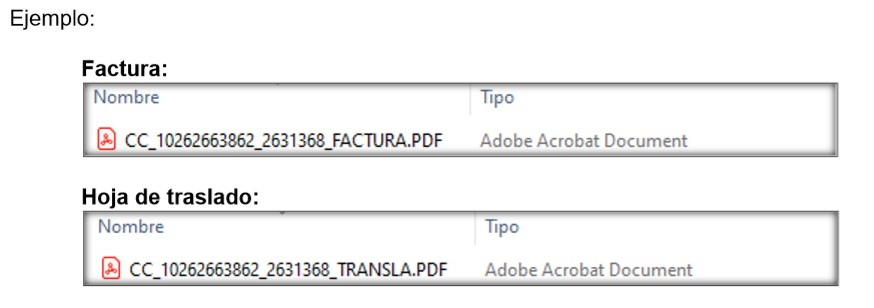 Ejemplo:
Factura:
Nombre Tipo
CC_10262663862_2631368_FACTURA.PDF Adobe Acrobat Document
Hoja de traslado:
Nombre Tipo
CC_10262663862_2631368_TRANSLA.PDF Adobe Acrobat Document